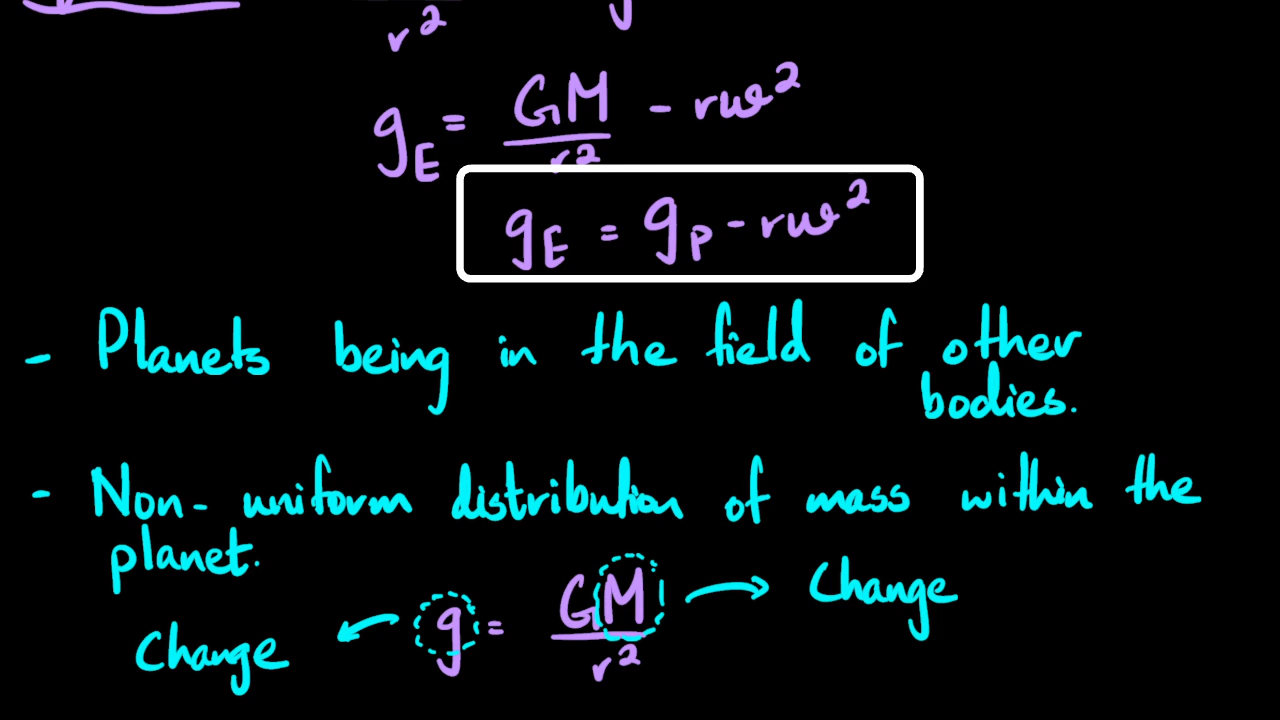 r²
g_E = GM/r² - rω²
g_E = g_P - rω²
- Planets being in the field of other
bodies.
- Non-uniform distribution of mass within the
planet.
Change ← g = GM/r² → Change